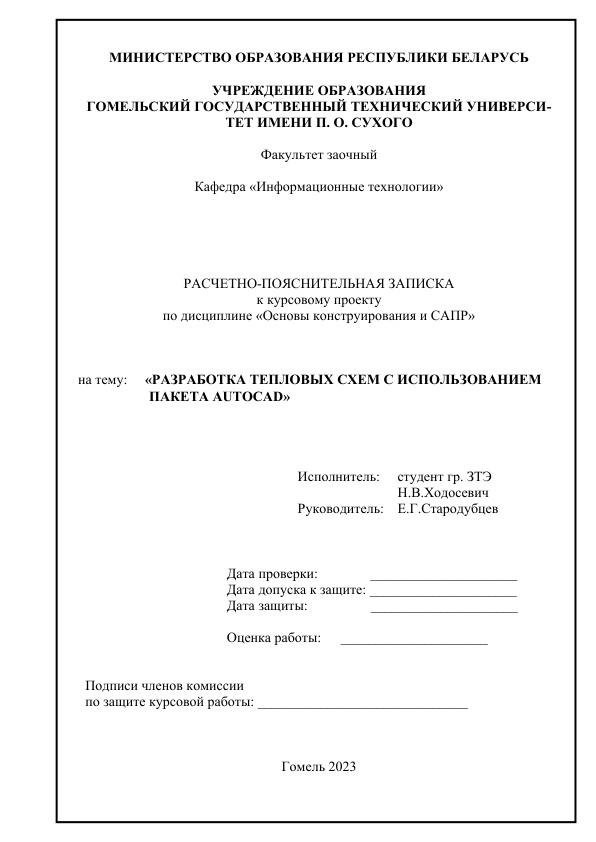 МИНИСТЕРСТВО ОБРАЗОВАНИЯ РЕСПУБЛИКИ БЕЛАРУСЬ
УЧРЕЖДЕНИЕ ОБРАЗОВАНИЯ
ГОМЕЛЬСКИЙ ГОСУДАРСТВЕННЫЙ ТЕХНИЧЕСКИЙ УНИВЕРСИ-
ТЕТ ИМЕНИ П. О. СУХОГО
Факультет заочный
Кафедра «Информационные технологии»
РАСЧЕТНО-ПОЯСНИТЕЛЬНАЯ ЗАПИСКА
к курсовому проекту
по дисциплине «Основы конструирования и САПР»
на тему: «РАЗРАБОТКА ТЕПЛОВЫХ СХЕМ С ИСПОЛЬЗОВАНИЕМ
ПАКЕТА AUTOCAD»
Исполнитель: студент гр. ЗТЭ
Н.В.Ходосевич
Руководитель: Е.Г.Стародубцев
Дата проверки: _____________________
Дата допуска к защите: _____________________
Дата защиты: _____________________
Оценка работы: _____________________
Подписи членов комиссии
по защите курсовой работы: ______________________________
Гомель 2023